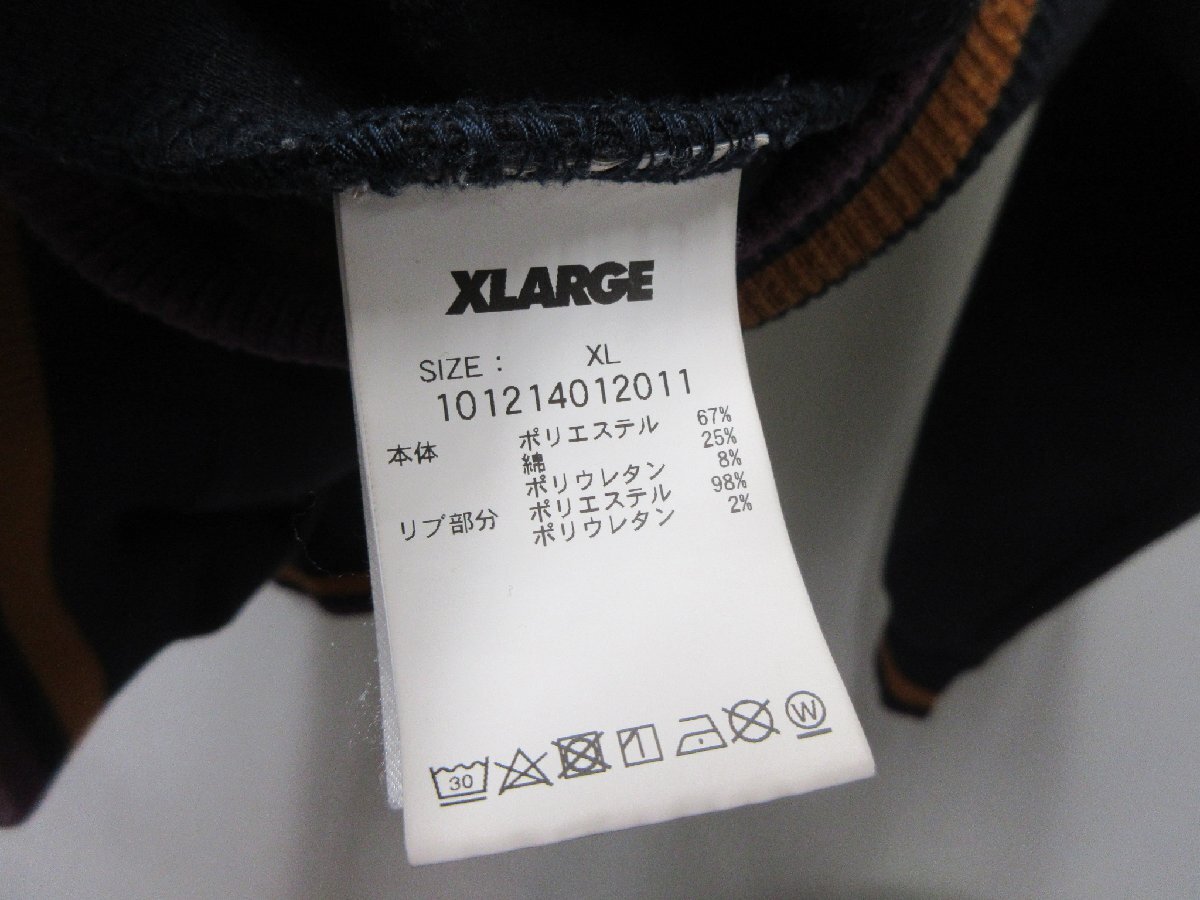 XLARGE
SIZE : XL
101214012011
本体 ポリエステル 67%
綿 25%
ポリウレタン 8%
リブ部分 ポリエステル 98%
ポリウレタン 2%
30
W